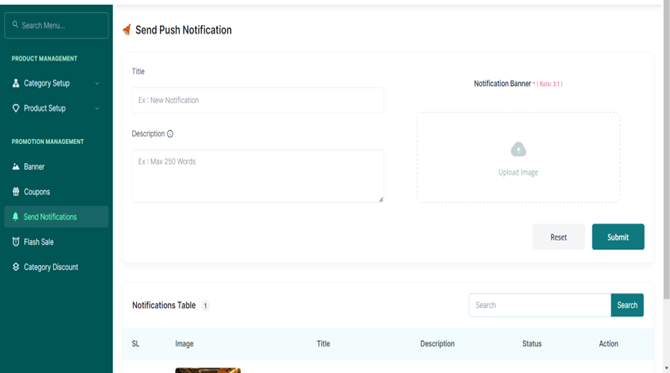 Search Menu...
PRODUCT MANAGEMENT
Category Setup
Product Setup
PROMOTION MANAGEMENT
Banner
Coupons
Send Notifications
Flash Sale
Category Discount
Send Push Notification
Title
Ex : New Notification
Description
Ex : Max 250 Words
Notification Banner * ( Ratio 3:1 )
Upload Image
Reset Submit
Notifications Table 1
Search Search
SL Image Title Description Status Action